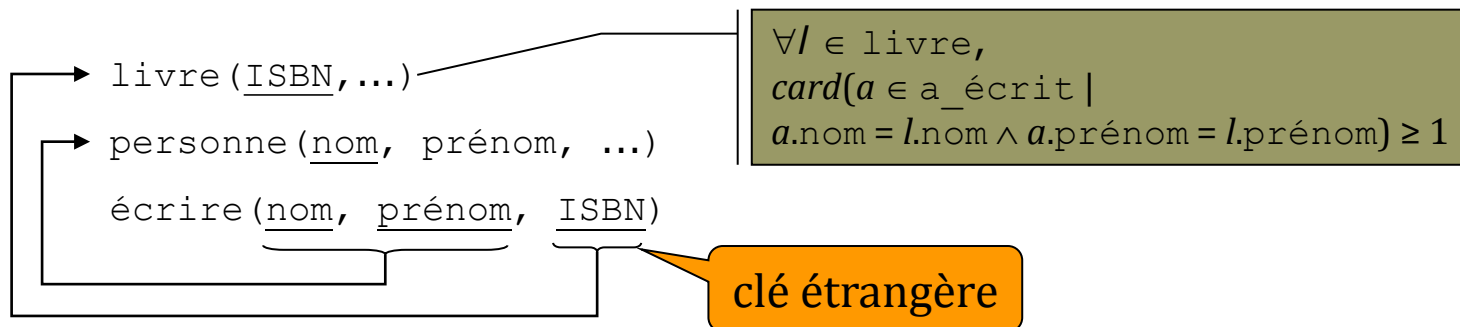 livre(ISBN,…)
personne(nom, prénom, …)
écrire(nom, prénom, ISBN)
∀l ∈ livre,
card(a ∈ a_écrit |
a.nom = l.nom ∧ a.prénom = l.prénom) ≥ 1
clé étrangère